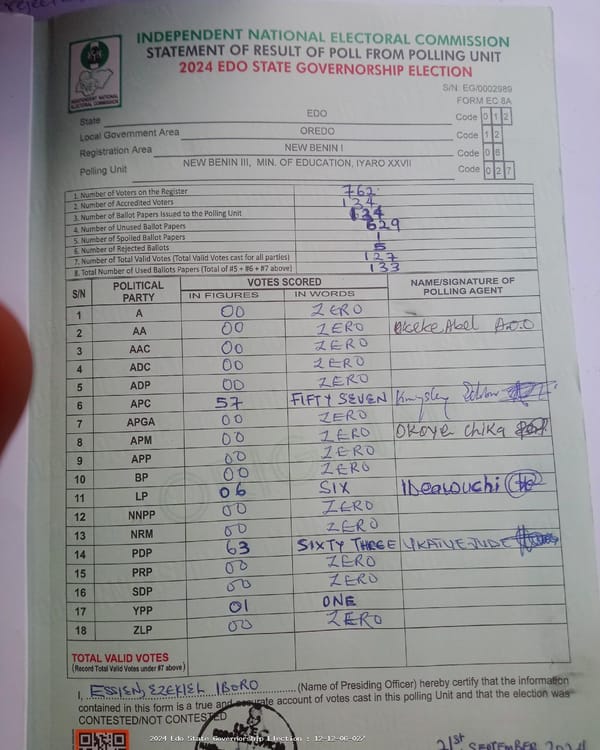 INDEPENDENT NATIONAL ELECTORAL COMMISSION
STATEMENT OF RESULT OF POLL FROM POLLING UNIT
2024 EDO STATE GOVERNORSHIP ELECTION
INDEPENDENT NATIONAL ELECTORAL COMMISSION
S/N: EG/0002989
FORM EC 8A
State EDO Code 0 1 2
Local Government Area OREDO Code 1 2
Registration Area NEW BENIN I Code 0 6
Polling Unit NEW BENIN III, MIN. OF EDUCATION, IYARO XXVII Code 0 2 7
1. Number of Voters on the Register 762
2. Number of Accredited Voters 134
3. Number of Ballot Papers Issued to the Polling Unit
4. Number of Unused Ballot Papers 629
5. Number of Spoiled Ballot Papers 1
6. Number of Rejected Ballots 5
7. Number of Total Valid Votes (Total Valid Votes cast for all parties) 127
8. Total Number of Used Ballots Papers (Total of #5 + #6 + #7 above) 133
S/N POLITICAL PARTY VOTES SCORED NAME/SIGNATURE OF POLLING AGENT
IN FIGURES IN WORDS
1 A 00 ZERO
2 AA 00 ZERO Okeke Abel A.O.O
3 AAC 00 ZERO
4 ADC 00 ZERO
5 ADP 00 ZERO
6 APC 57 FIFTY SEVEN Kingsley
7 APGA 00 ZERO
8 APM 00 ZERO OKOYE CHIKA
9 APP 00 ZERO
10 BP 00 ZERO
11 LP 06 SIX
12 NNPP 00 ZERO
13 NRM 00 ZERO
14 PDP 63 SIXTY THREE
15 PRP 00 ZERO
16 SDP 00 ZERO
17 YPP 01 ONE
18 ZLP 00 ZERO
TOTAL VALID VOTES
(Record Total Valid Votes under #7 above)
I, ESSIEN, EZEKIEL IBORO (Name of Presiding Officer) hereby certify that the information
contained in this form is a true and accurate account of votes cast in this polling Unit and that the election was
CONTESTED/NOT CONTESTED
2024 Edo State Governorship Election : 12-12-06-027
21st SEPTEMBER 2024